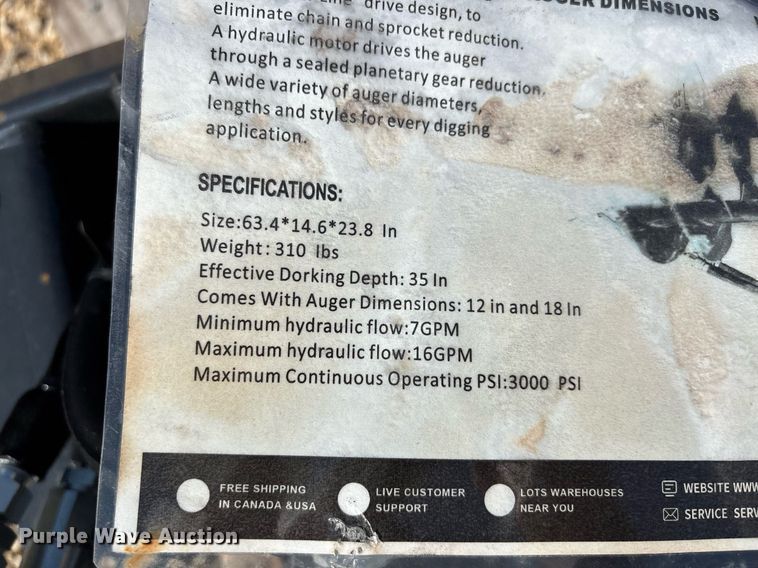 drive design, to
AUGER DIMENSIONS
eliminate chain and sprocket reduction.
A hydraulic motor drives the auger
through a sealed planetary gear reduction.
A wide variety of auger diameters,
lengths and styles for every digging
application.
SPECIFICATIONS:
Size:63.4*14.6*23.8 In
Weight: 310 lbs
Effective Dorking Depth: 35 In
Comes With Auger Dimensions: 12 in and 18 In
Minimum hydraulic flow:7GPM
Maximum hydraulic flow:16GPM
Maximum Continuous Operating PSI:3000 PSI
FREE SHIPPING
IN CANADA &USA
LIVE CUSTOMER
SUPPORT
LOTS WAREHOUSES
NEAR YOU
WEBSITE WWW
SERVICE SERV
Purple Wave Auction